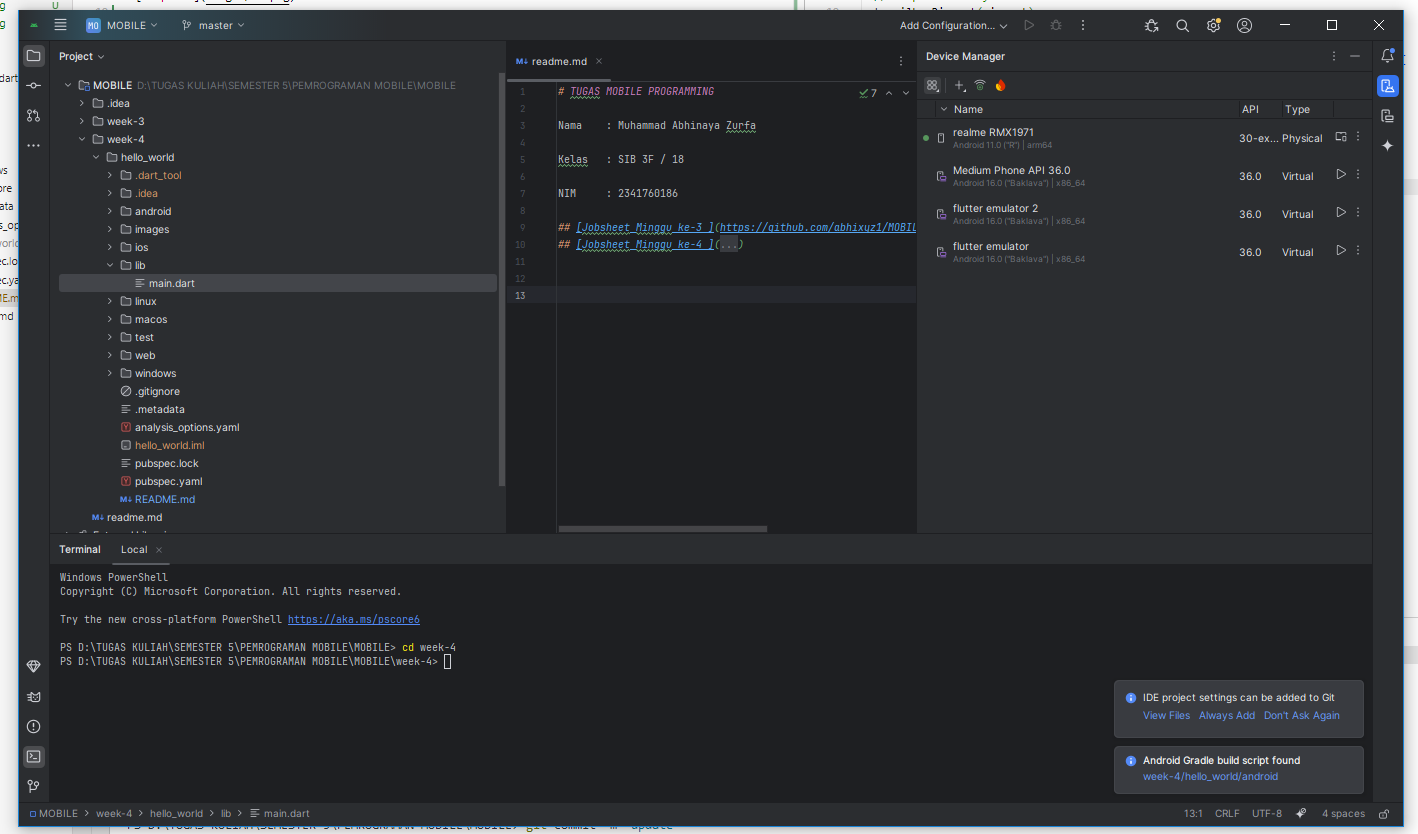 MO MOBILE master Add Configuration...
Project
MOBILE D:\TUGAS KULIAH\SEMESTER 5\PEMROGRAMAN MOBILE\MOBILE
.idea
week-3
week-4
hello_world
.dart_tool
.idea
android
images
ios
lib
main.dart
linux
macos
test
web
windows
.gitignore
.metadata
analysis_options.yaml
hello_world.iml
pubspec.lock
pubspec.yaml
README.md
readme.md
readme.md
7
1 # TUGAS MOBILE PROGRAMMING
2
3 Nama : Muhammad Abhinaya Zurfa
4
5 Kelas : SIB 3F / 18
6
7 NIM : 2341760186
8
9 ## [Jobsheet Minggu ke-3 ](https://github.com/abhixyz1/MOBIL
10 ## [Jobsheet Minggu ke-4 ](...)
11
12
13
Device Manager
Name API Type
realme RMX1971 30-ex... Physical
Android 11.0 ("R") | arm64
Medium Phone API 36.0 36.0 Virtual
Android 16.0 ("Baklava") | x86_64
flutter emulator 2 36.0 Virtual
Android 16.0 ("Baklava") | x86_64
flutter emulator 36.0 Virtual
Android 16.0 ("Baklava") | x86_64
Terminal Local
Windows PowerShell
Copyright (C) Microsoft Corporation. All rights reserved.
Try the new cross-platform PowerShell https://aka.ms/pscore6
PS D:\TUGAS KULIAH\SEMESTER 5\PEMROGRAMAN MOBILE\MOBILE> cd week-4
PS D:\TUGAS KULIAH\SEMESTER 5\PEMROGRAMAN MOBILE\MOBILE\week-4>
IDE project settings can be added to Git
View Files Always Add Don't Ask Again
Android Gradle build script found
week-4/hello_world/android
MOBILE > week-4 > hello_world > lib > main.dart
13:1 CRLF UTF-8 4 spaces